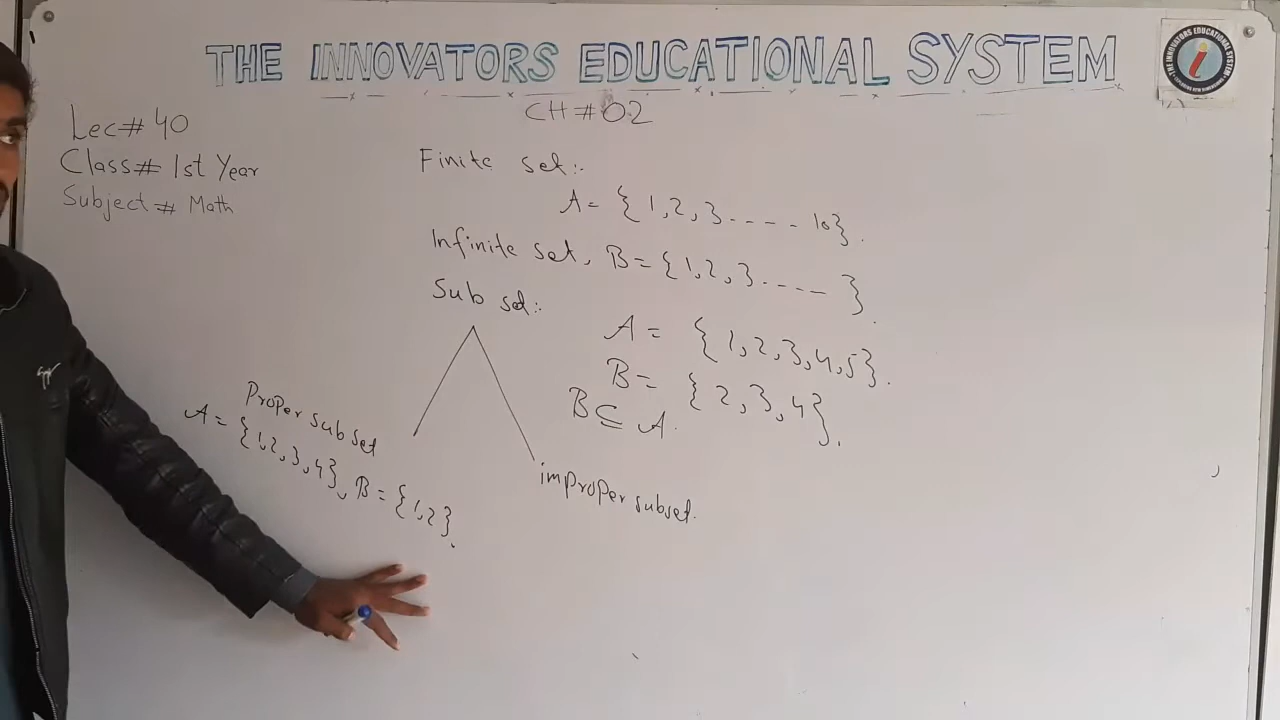 THE INNOVATORS EDUCATIONAL SYSTEM
CH # 02
Lec# 40
Class# 1st Year
Subject# Math
Finite set:-
A = {1,2,3----- 10}.
Infinite set, B = {1,2,3.---- }.
Sub set:-
A = {1,2,3,4,5}.
B = {2,3,4}.
B ⊆ A.
Proper subset
A = {1,2,3,4}, B = {1,2}.
improper subset.